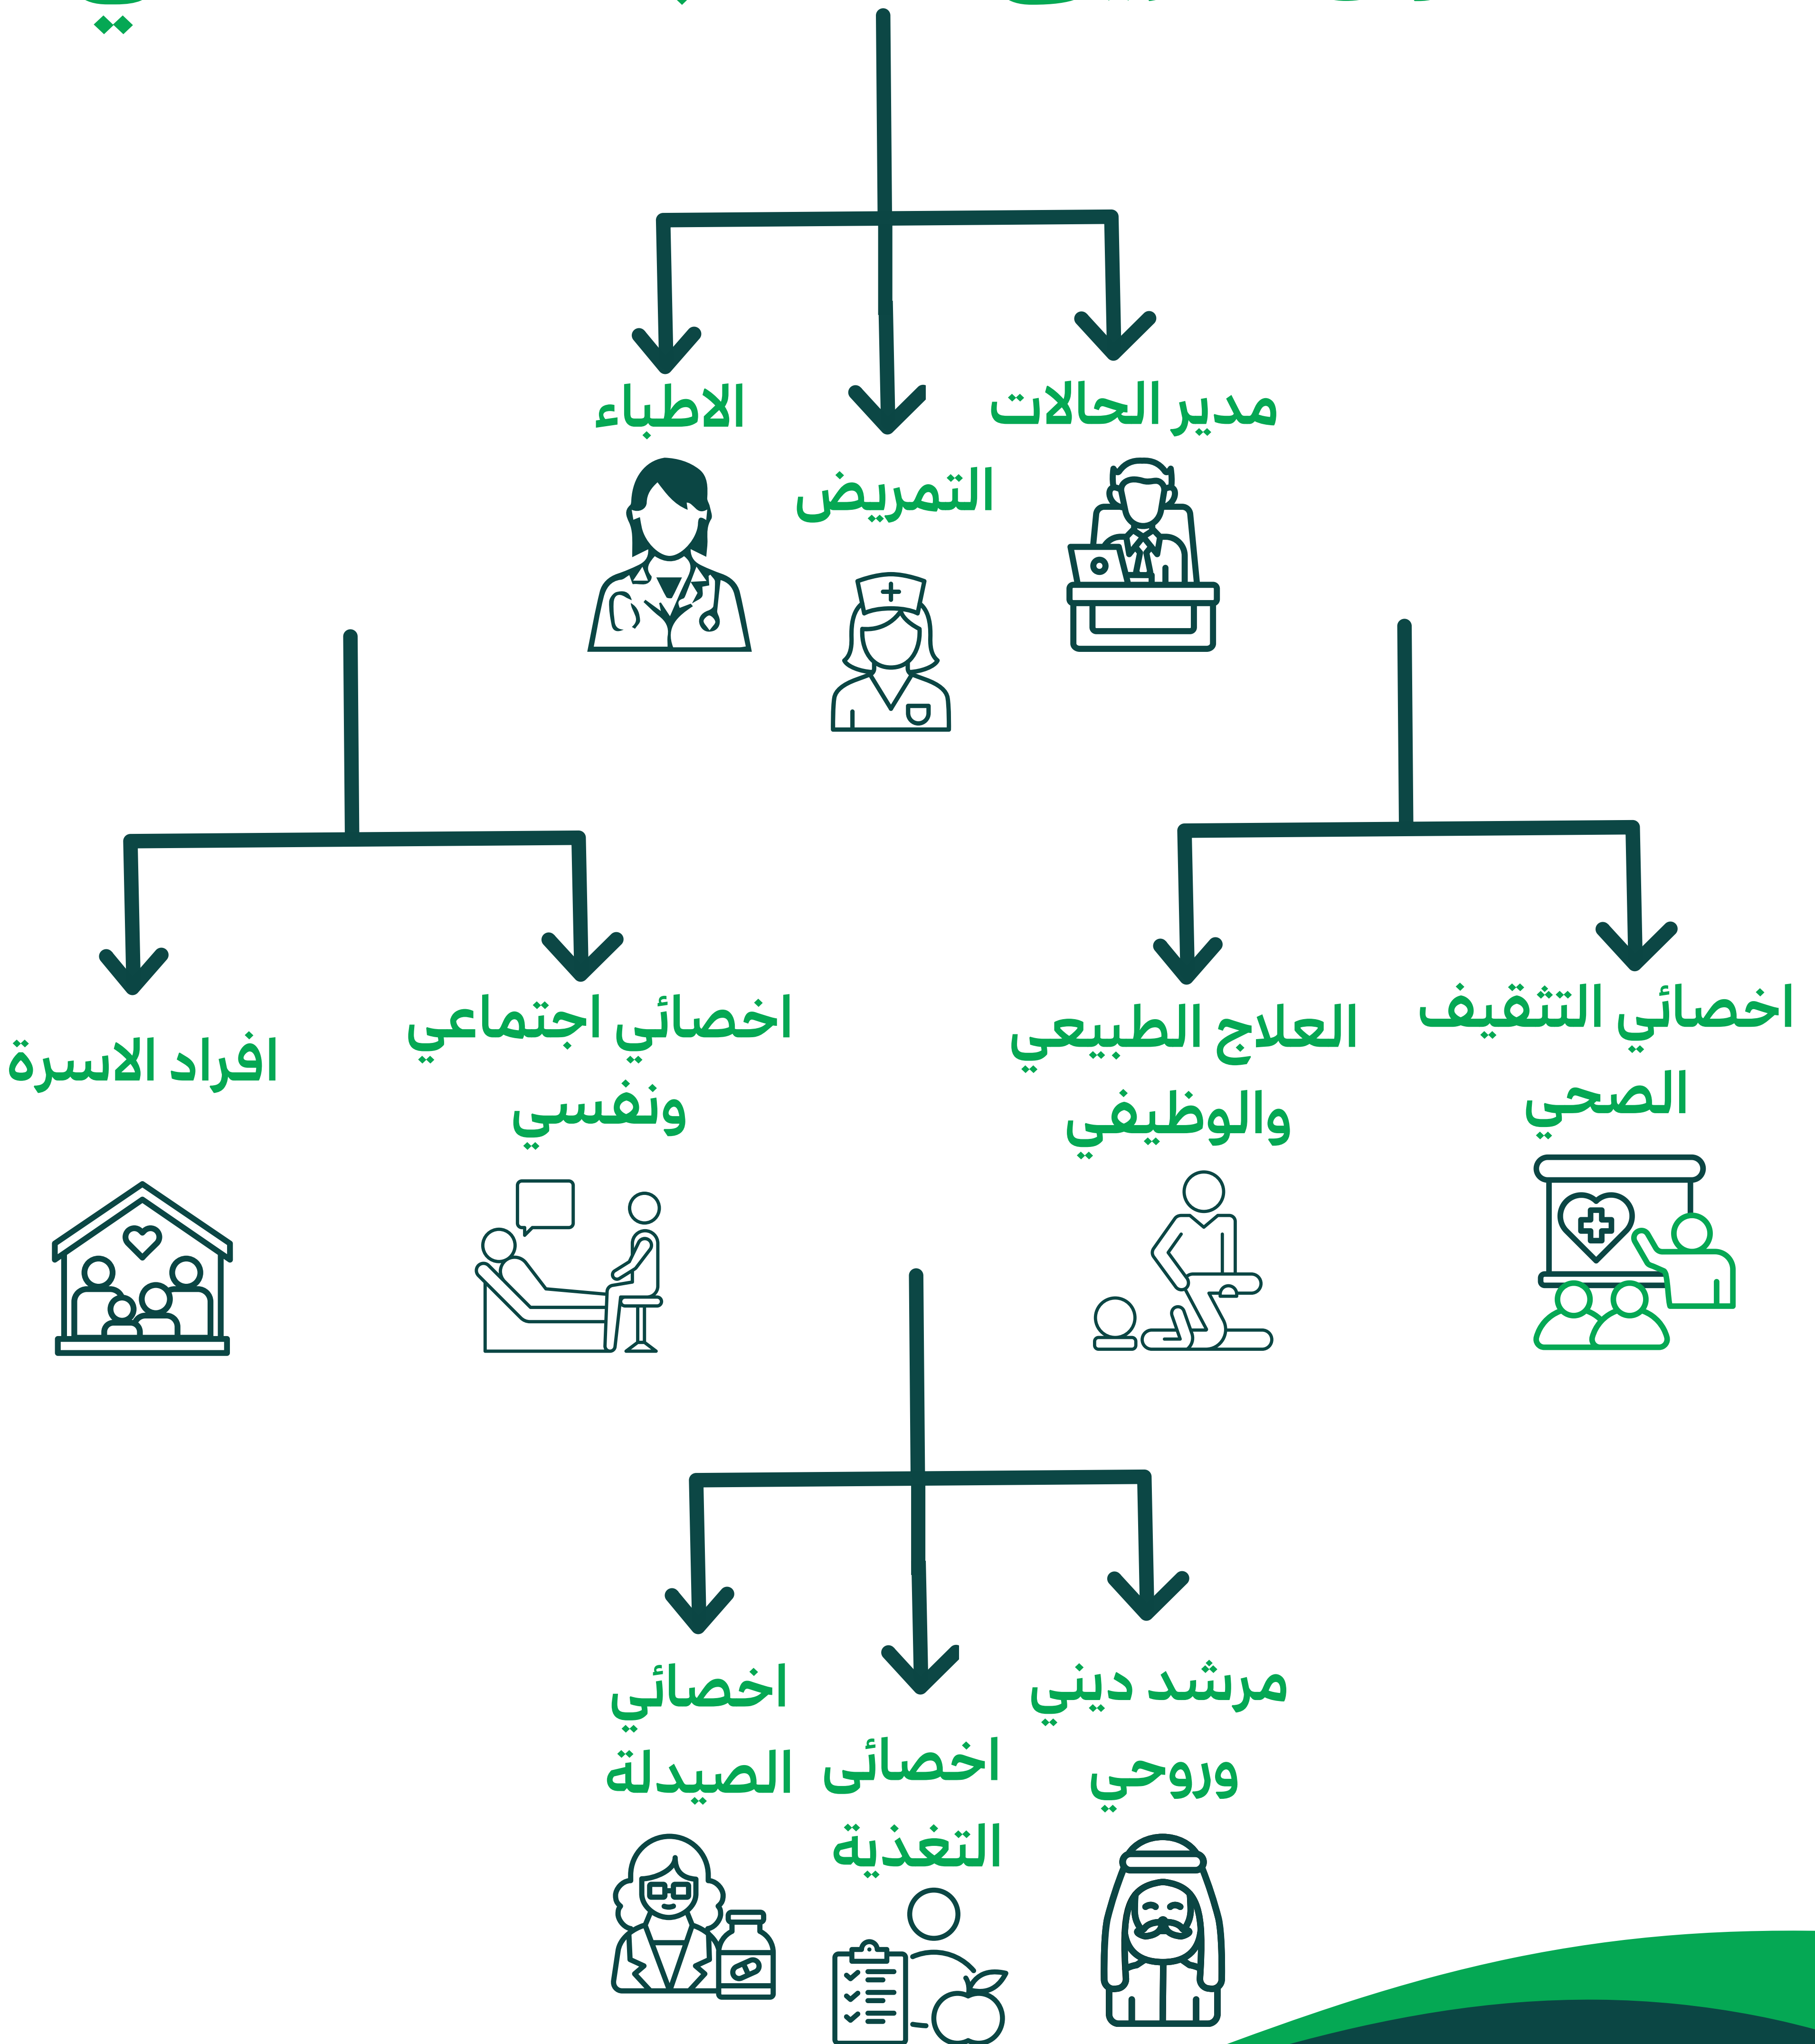 مدير الحالات
الاطباء
التمريض
اخصائي التثقيف
الصحي
العلاج الطبيعي
والوظيفي
اخصائي اجتماعي
ونفسي
افراد الاسرة
مرشد ديني
وروحي
اخصائي
التغذية
اخصائي
الصيدلة